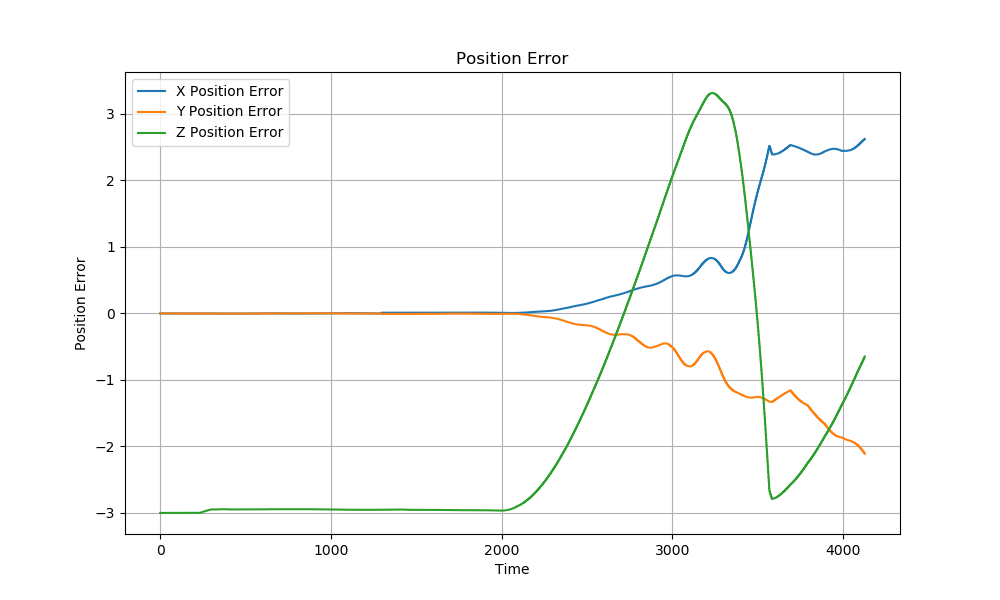 Position Error
X Position Error
Y Position Error
Z Position Error
Position Error
3
2
1
0
−1
−2
−3
0 1000 2000 3000 4000
Time